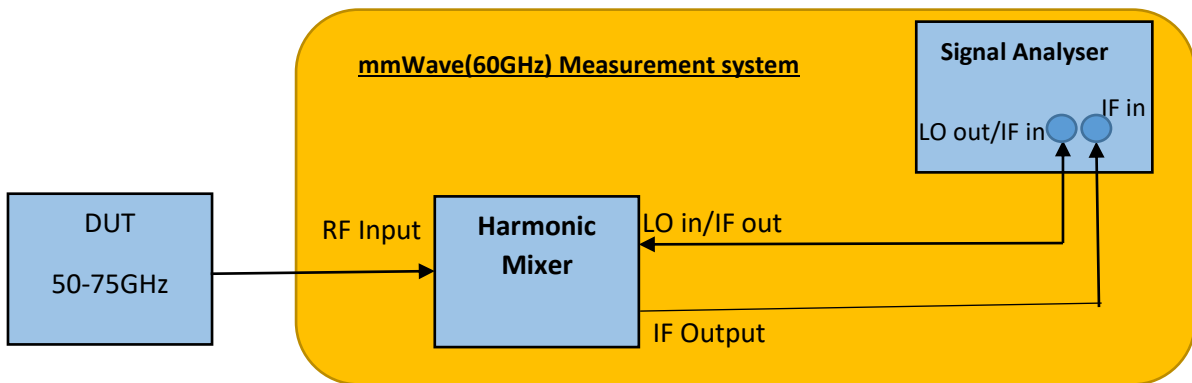 mmWave(60GHz) Measurement system
Signal Analyser
IF in
LO out/IF in
DUT
50-75GHz
RF Input
Harmonic
Mixer
LO in/IF out
IF Output